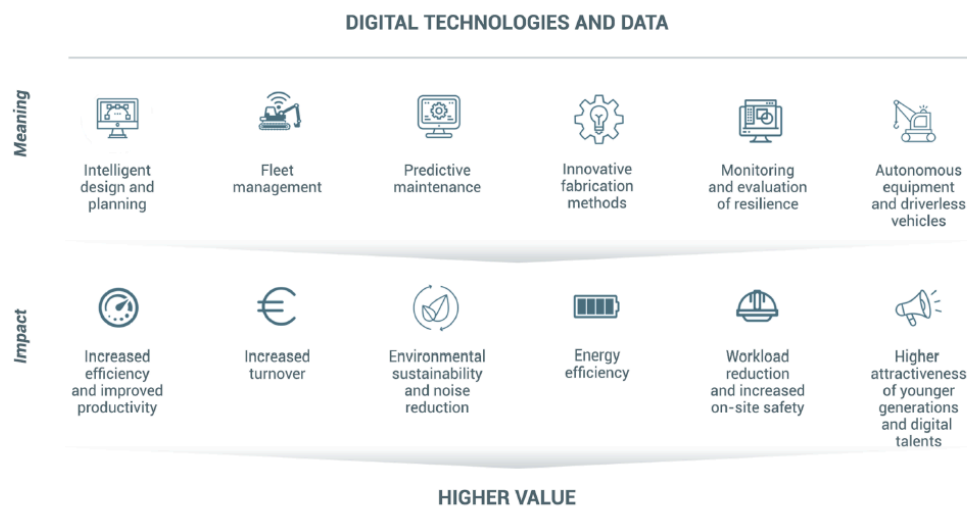 DIGITAL TECHNOLOGIES AND DATA
Meaning
Intelligent
design and
planning
Fleet
management
Predictive
maintenance
Innovative
fabrication
methods
Monitoring
and evaluation
of resilience
Autonomous
equipment
and driverless
vehicles
Impact
Increased
efficiency
and improved
productivity
Increased
turnover
Environmental
sustainability
and noise
reduction
Energy
efficiency
Workload
reduction
and increased
on-site safety
Higher
attractiveness
of younger
generations
and digital
talents
HIGHER VALUE